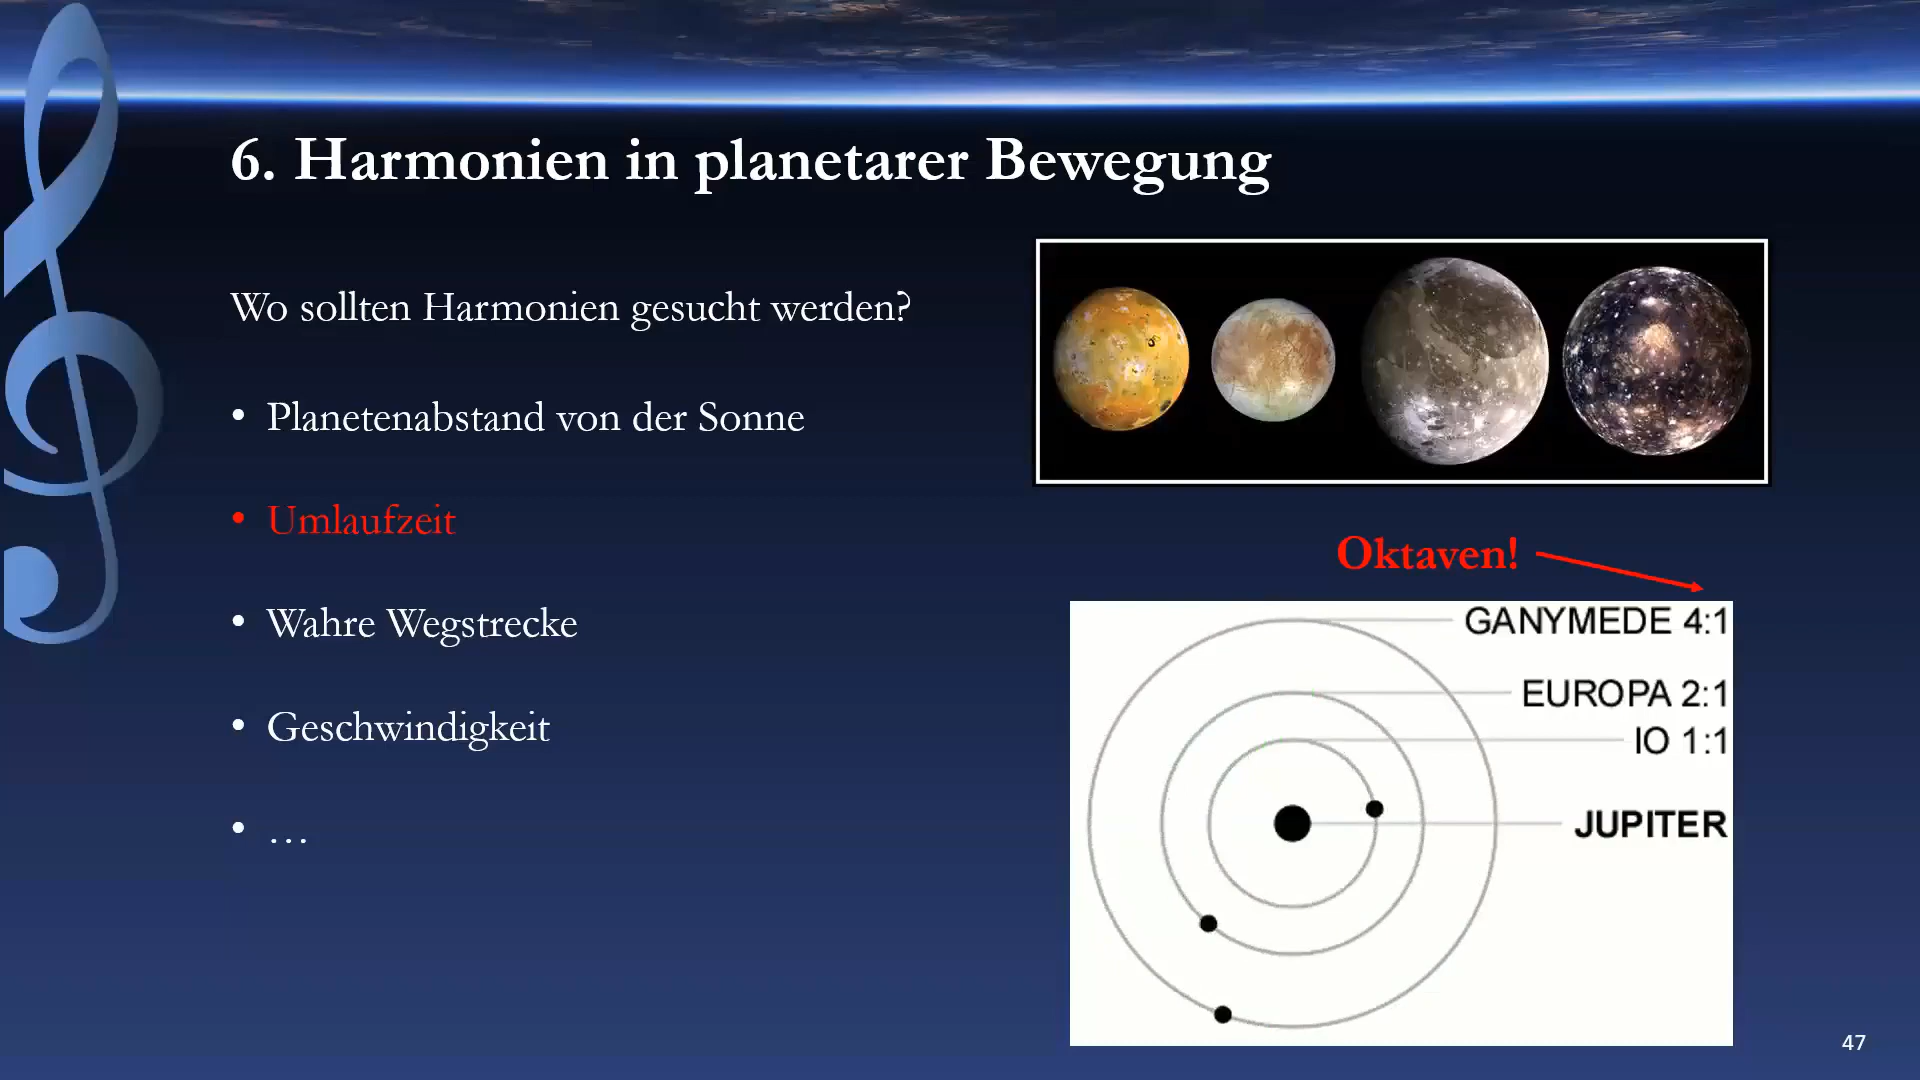 6. Harmonien in planetarer Bewegung
Wo sollten Harmonien gesucht werden?
• Planetenabstand von der Sonne
• Umlaufzeit
• Wahre Wegstrecke
• Geschwindigkeit
• …
Oktaven!
GANYMEDE 4:1
EUROPA 2:1
IO 1:1
JUPITER
47